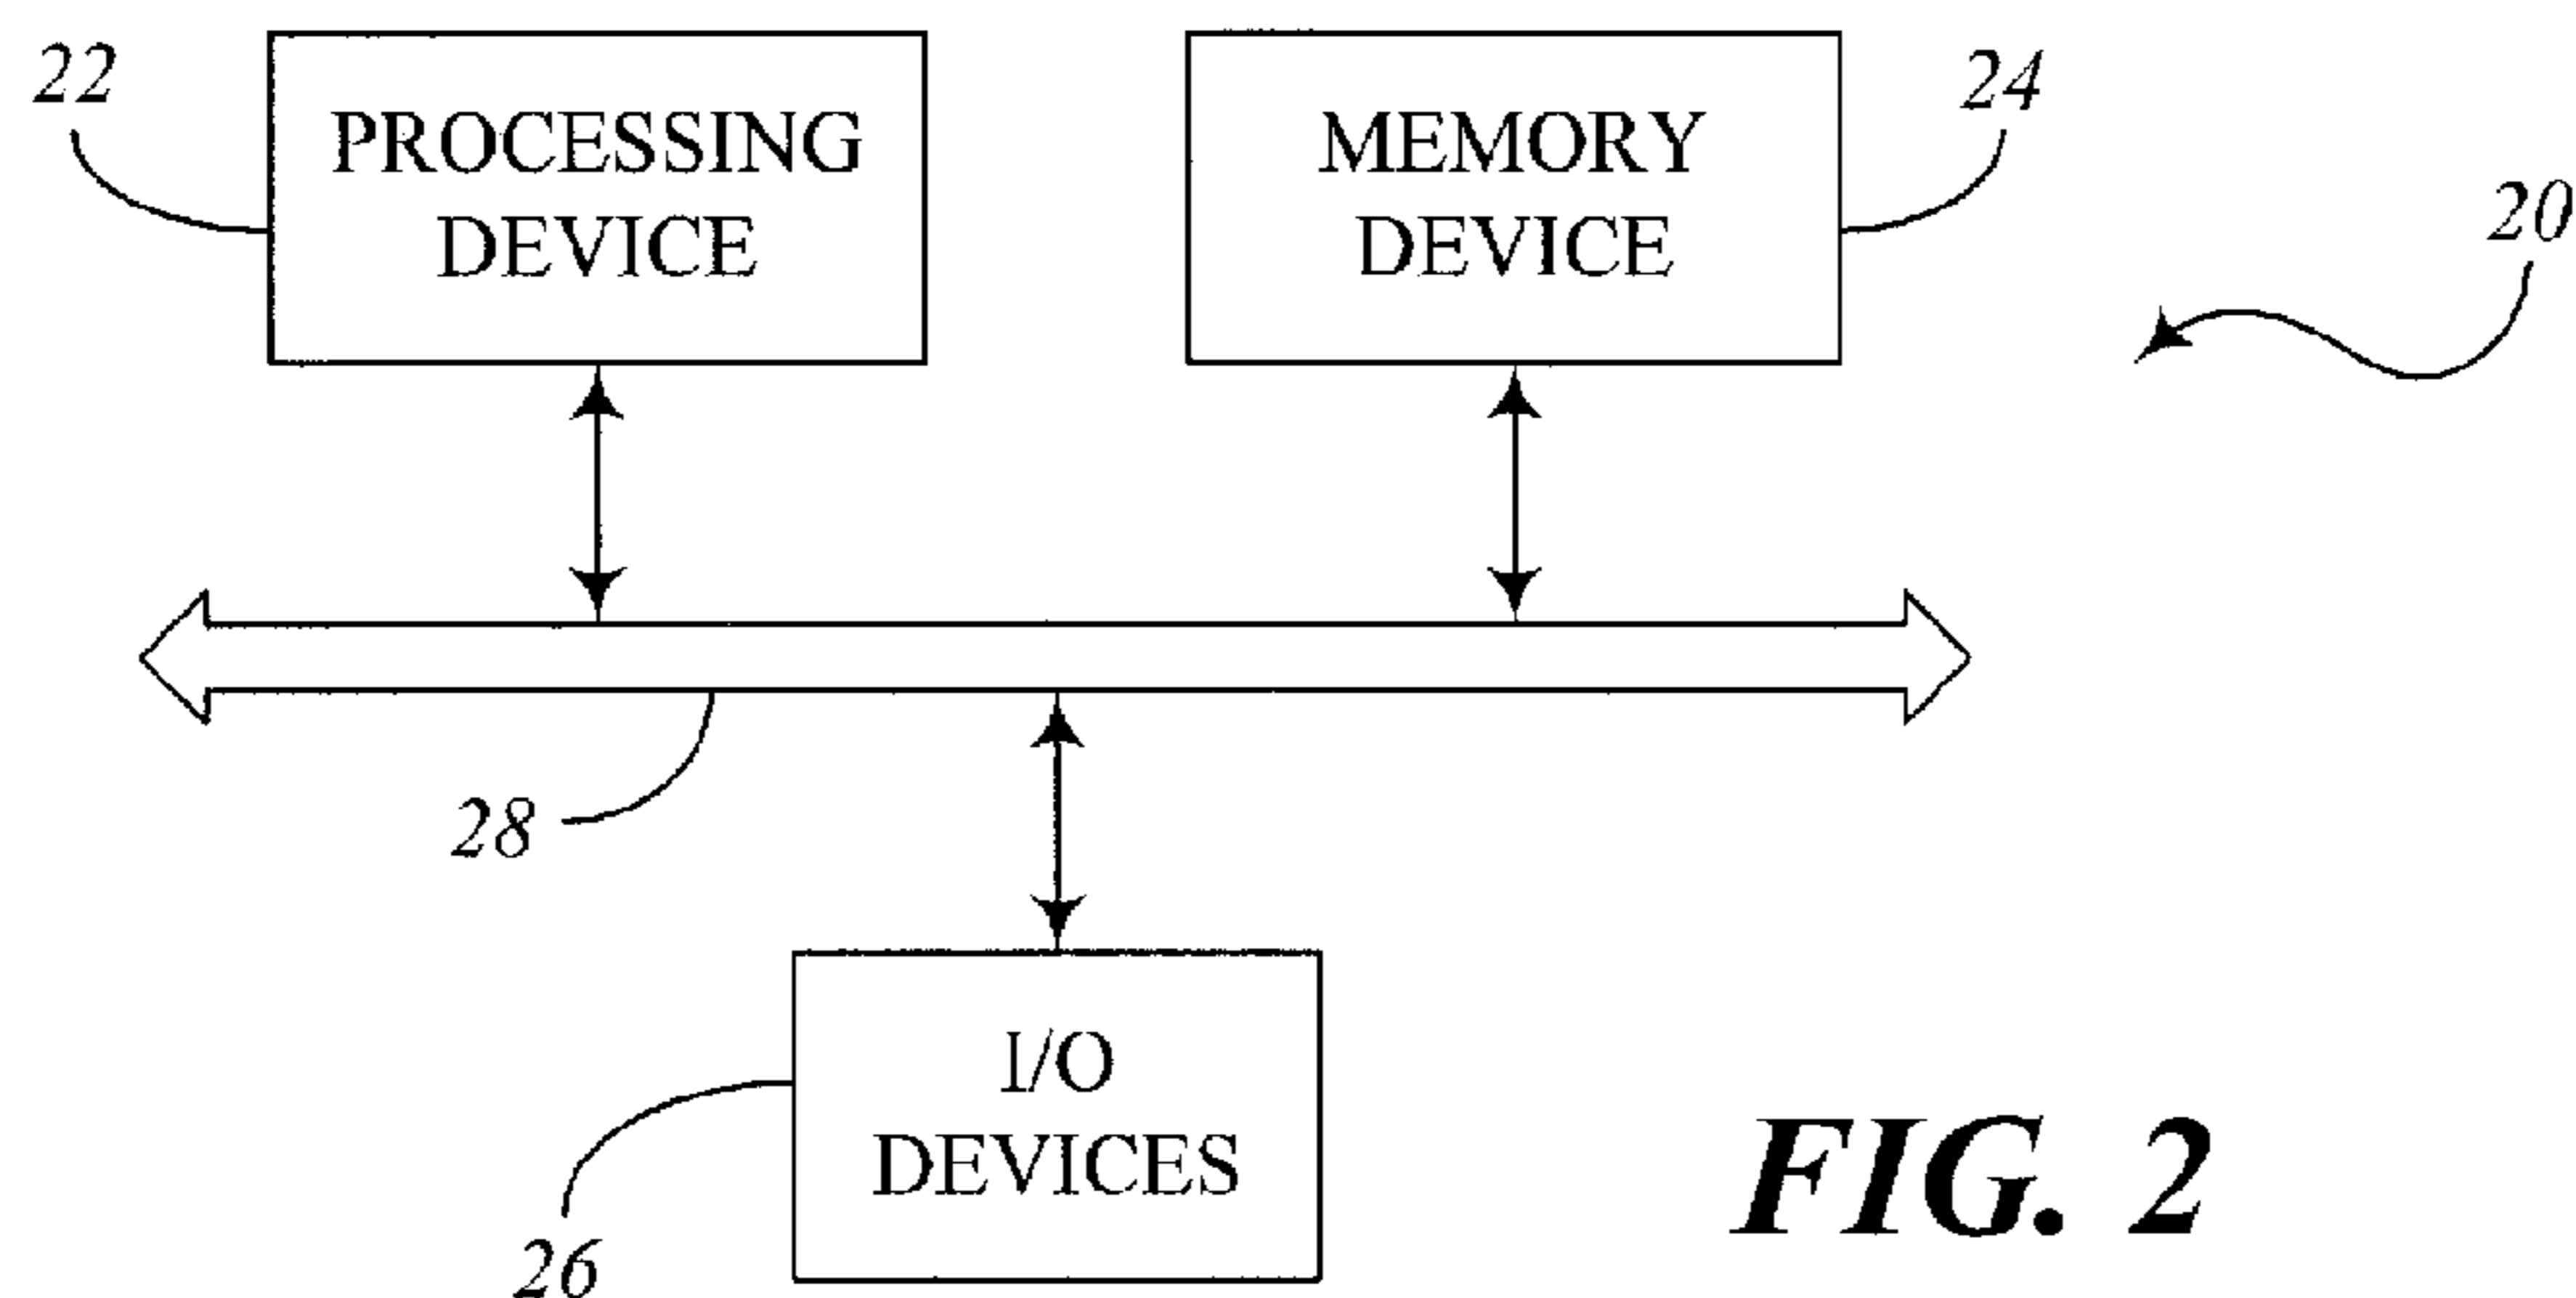 22
PROCESSING
DEVICE
MEMORY
DEVICE
24
20
28
I/O
DEVICES
26
FIG. 2